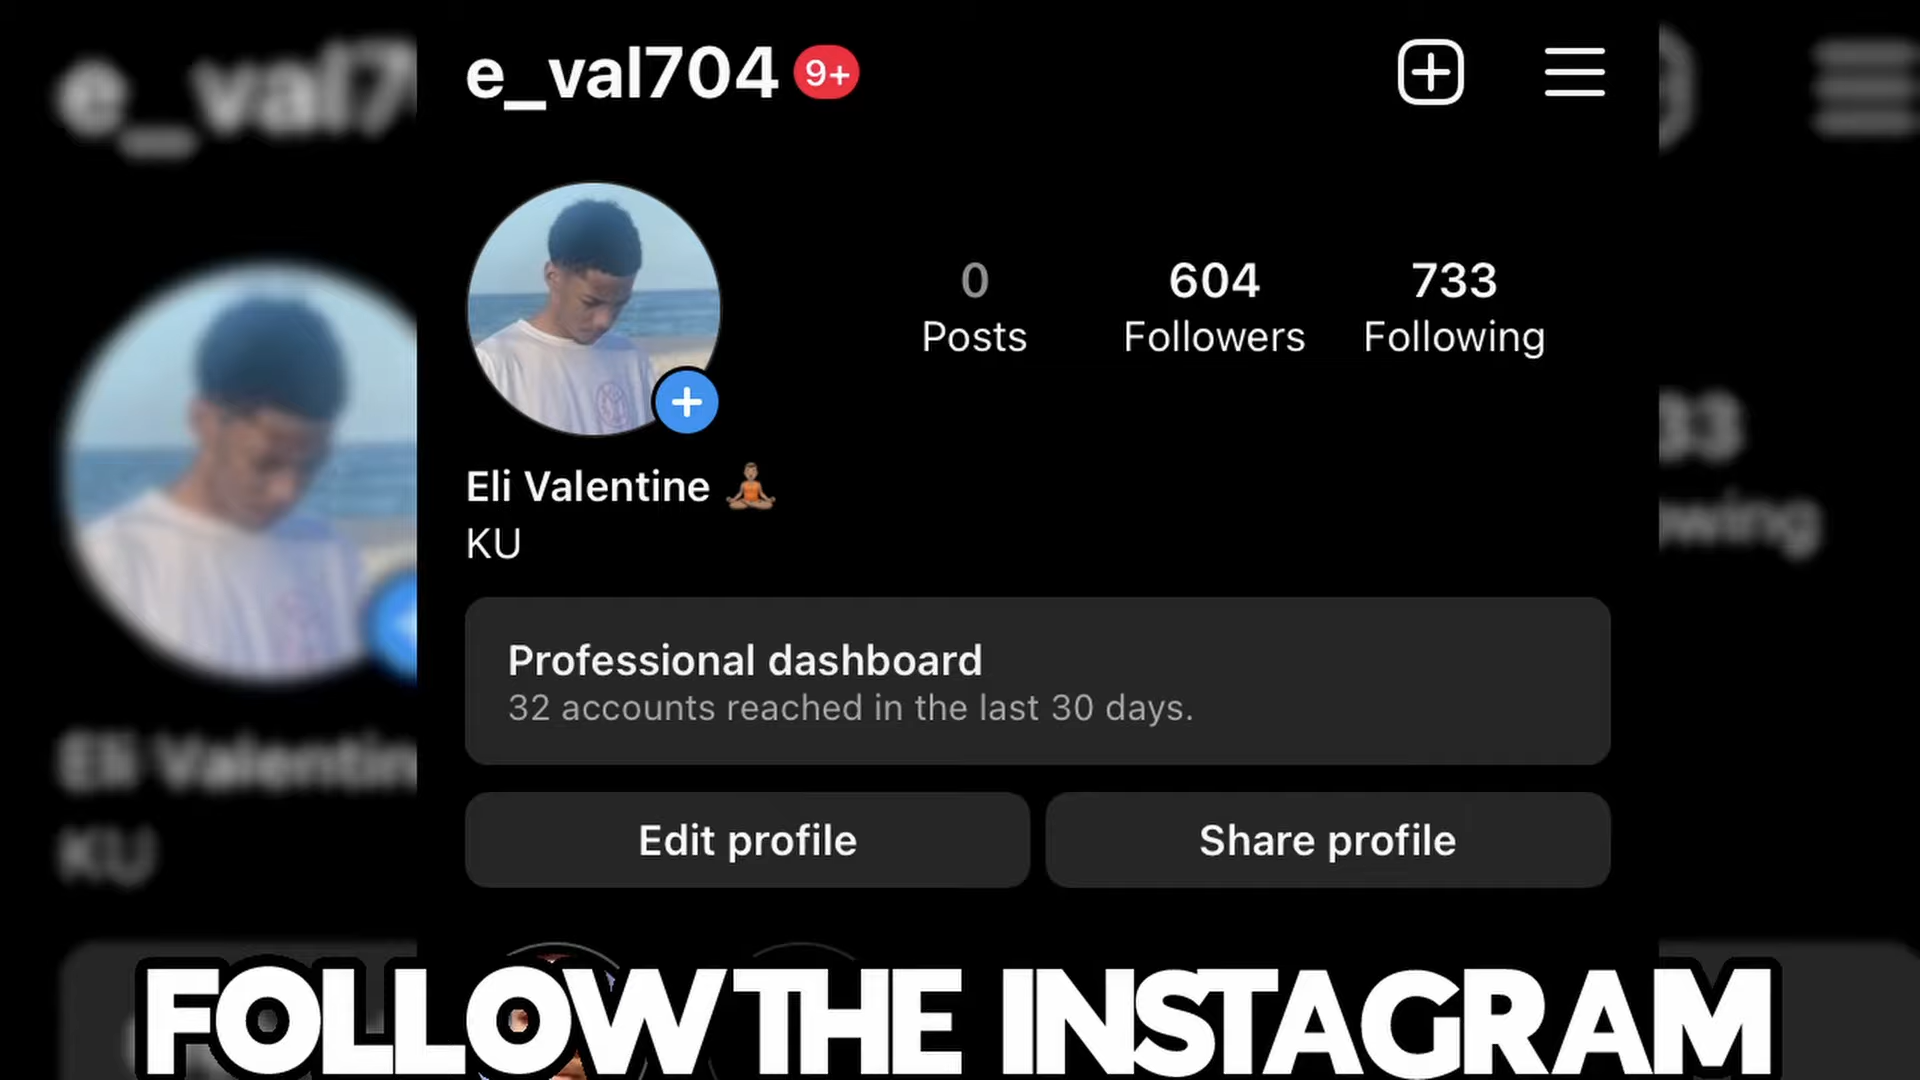 e_val704 9+
0 604 733
Posts Followers Following
Eli Valentine
KU
Professional dashboard
32 accounts reached in the last 30 days.
Edit profile Share profile
FOLLOW THE INSTAGRAM